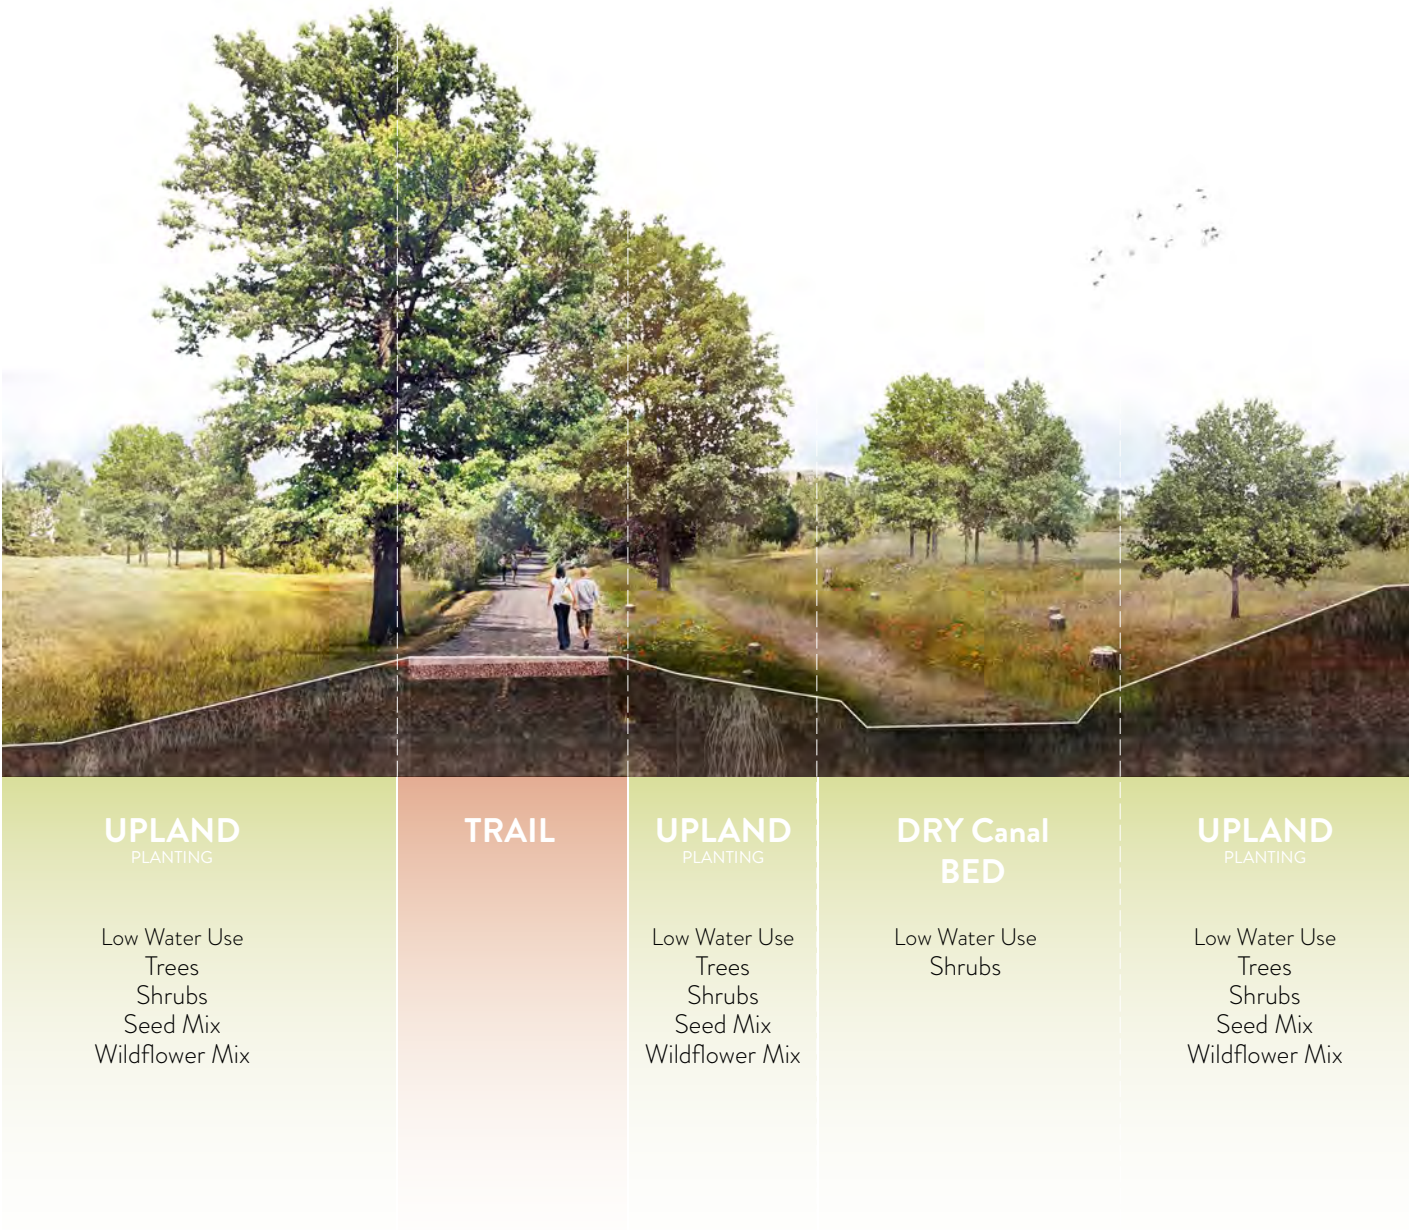 UPLAND
PLANTING
Low Water Use
Trees
Shrubs
Seed Mix
Wildflower Mix
TRAIL
UPLAND
PLANTING
Low Water Use
Trees
Shrubs
Seed Mix
Wildflower Mix
DRY Canal
BED
Low Water Use
Shrubs
UPLAND
PLANTING
Low Water Use
Trees
Shrubs
Seed Mix
Wildflower Mix